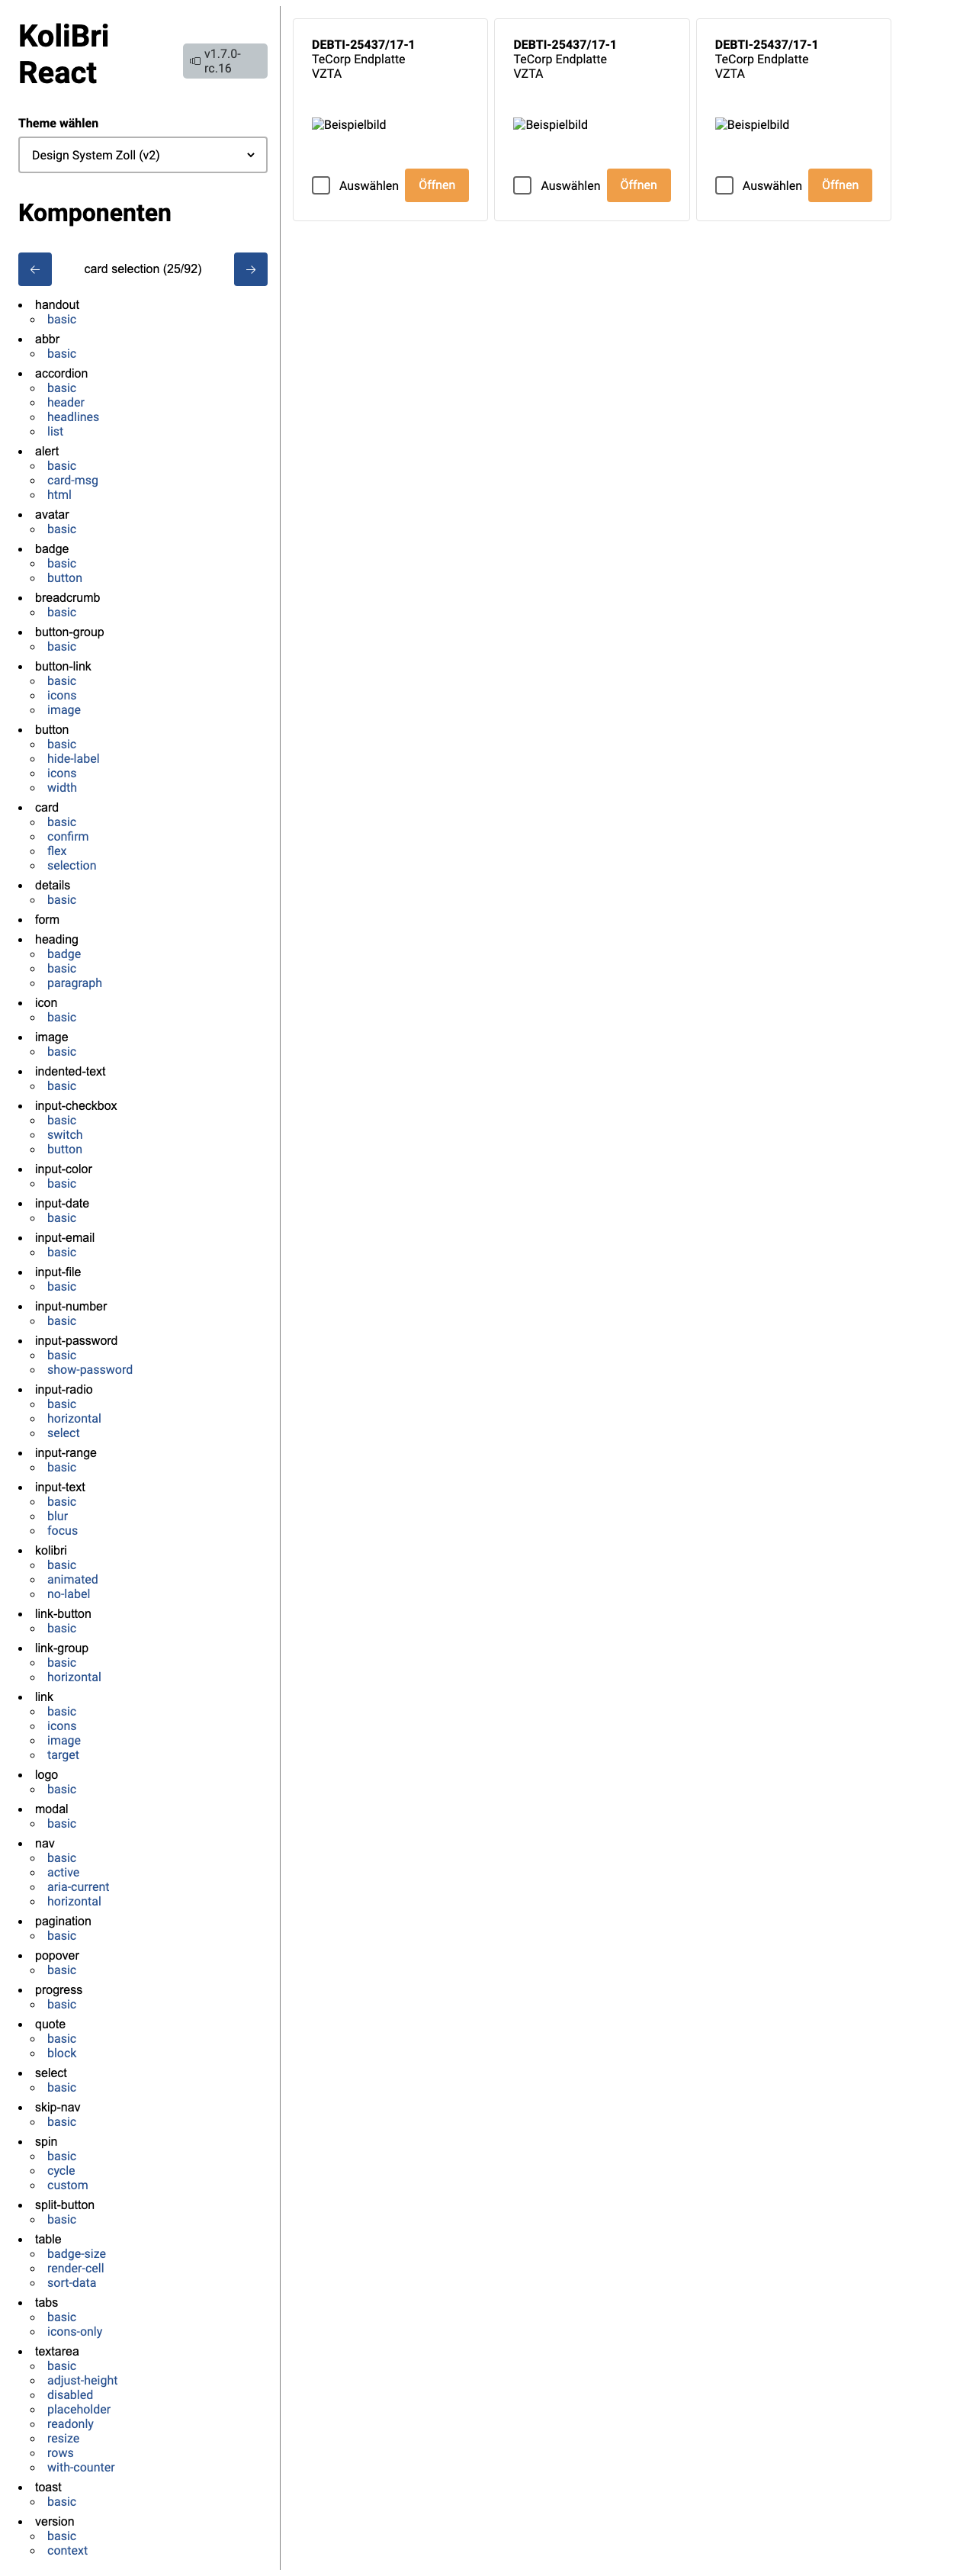 KoliBri
React
v1.7.0-
rc.16
Theme wählen
Design System Zoll (v2)
Komponenten
card selection (25/92)
handout
basic
abbr
basic
accordion
basic
header
headlines
list
alert
basic
card-msg
html
avatar
basic
badge
basic
button
breadcrumb
basic
button-group
basic
button-link
basic
icons
image
button
basic
hide-label
icons
width
card
basic
confirm
flex
selection
details
basic
form
heading
badge
basic
paragraph
icon
basic
image
basic
indented-text
basic
input-checkbox
basic
switch
button
input-color
basic
input-date
basic
input-email
basic
input-file
basic
input-number
basic
input-password
basic
show-password
input-radio
basic
horizontal
select
input-range
basic
input-text
basic
blur
focus
kolibri
basic
animated
no-label
link-button
basic
link-group
basic
horizontal
link
basic
icons
image
target
logo
basic
modal
basic
nav
basic
active
aria-current
horizontal
pagination
basic
popover
basic
progress
basic
quote
basic
block
select
basic
skip-nav
basic
spin
basic
cycle
custom
split-button
basic
table
badge-size
render-cell
sort-data
tabs
basic
icons-only
textarea
basic
adjust-height
disabled
placeholder
readonly
resize
rows
with-counter
toast
basic
version
basic
context
DEBTI-25437/17-1
TeCorp Endplatte
VZTA
Beispielbild
Auswählen Öffnen
DEBTI-25437/17-1
TeCorp Endplatte
VZTA
Beispielbild
Auswählen Öffnen
DEBTI-25437/17-1
TeCorp Endplatte
VZTA
Beispielbild
Auswählen Öffnen